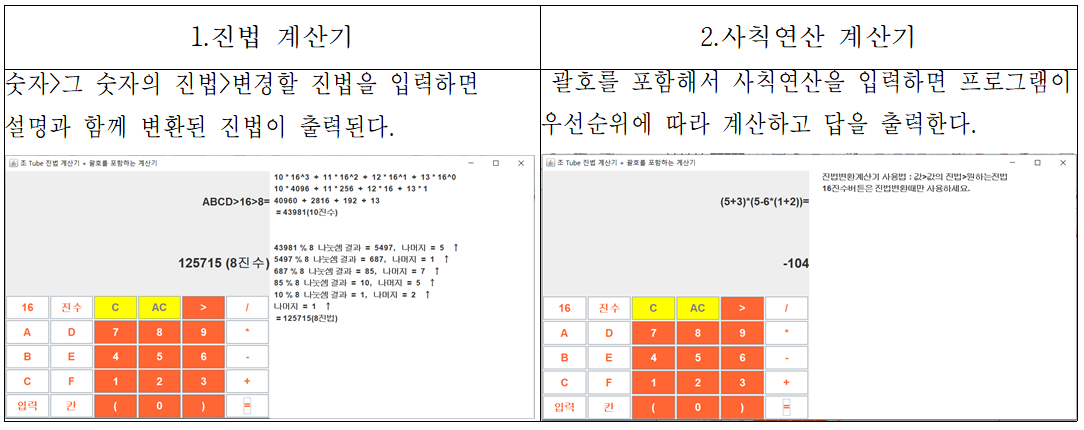 1.진법 계산기
숫자>그 숫자의 진법>변경할 진법을 입력하면
설명과 함께 변환된 진법이 출력된다.
조 Tube 진법 계산기 + 괄호를 포함하는 계산기
ABCD>16>8=
125715 (8진수)
10 * 16^3 + 11 * 16^2 + 12 * 16^1 + 13 * 16^0
10 * 4096 + 11 * 256 + 12 * 16 + 13 * 1
40960 + 2816 + 192 + 13
= 43981(10진수)
43981 % 8 나눗셈 결과 = 5497, 나머지 = 5 ↑
5497 % 8 나눗셈 결과 = 687, 나머지 = 1 ↑
687 % 8 나눗셈 결과 = 85, 나머지 = 7 ↑
85 % 8 나눗셈 결과 = 10, 나머지 = 5 ↑
10 % 8 나눗셈 결과 = 1, 나머지 = 2 ↑
나머지 = 1 ↑
= 125715(8진법)
16 진수 C AC > /
A D 7 8 9 *
B E 4 5 6 -
C F 1 2 3 +
입력 칸 ( 0 ) =
2.사칙연산 계산기
괄호를 포함해서 사칙연산을 입력하면 프로그램이
우선순위에 따라 계산하고 답을 출력한다.
조 Tube 진법 계산기 + 괄호를 포함하는 계산기
(5+3)*(5-6*(1+2))=
-104
진법변환계산기 사용법 : 값>값의 진법>원하는진법
16진수버튼은 진법변환때만 사용하세요.
16 진수 C AC > /
A D 7 8 9 *
B E 4 5 6 -
C F 1 2 3 +
입력 칸 ( 0 ) =